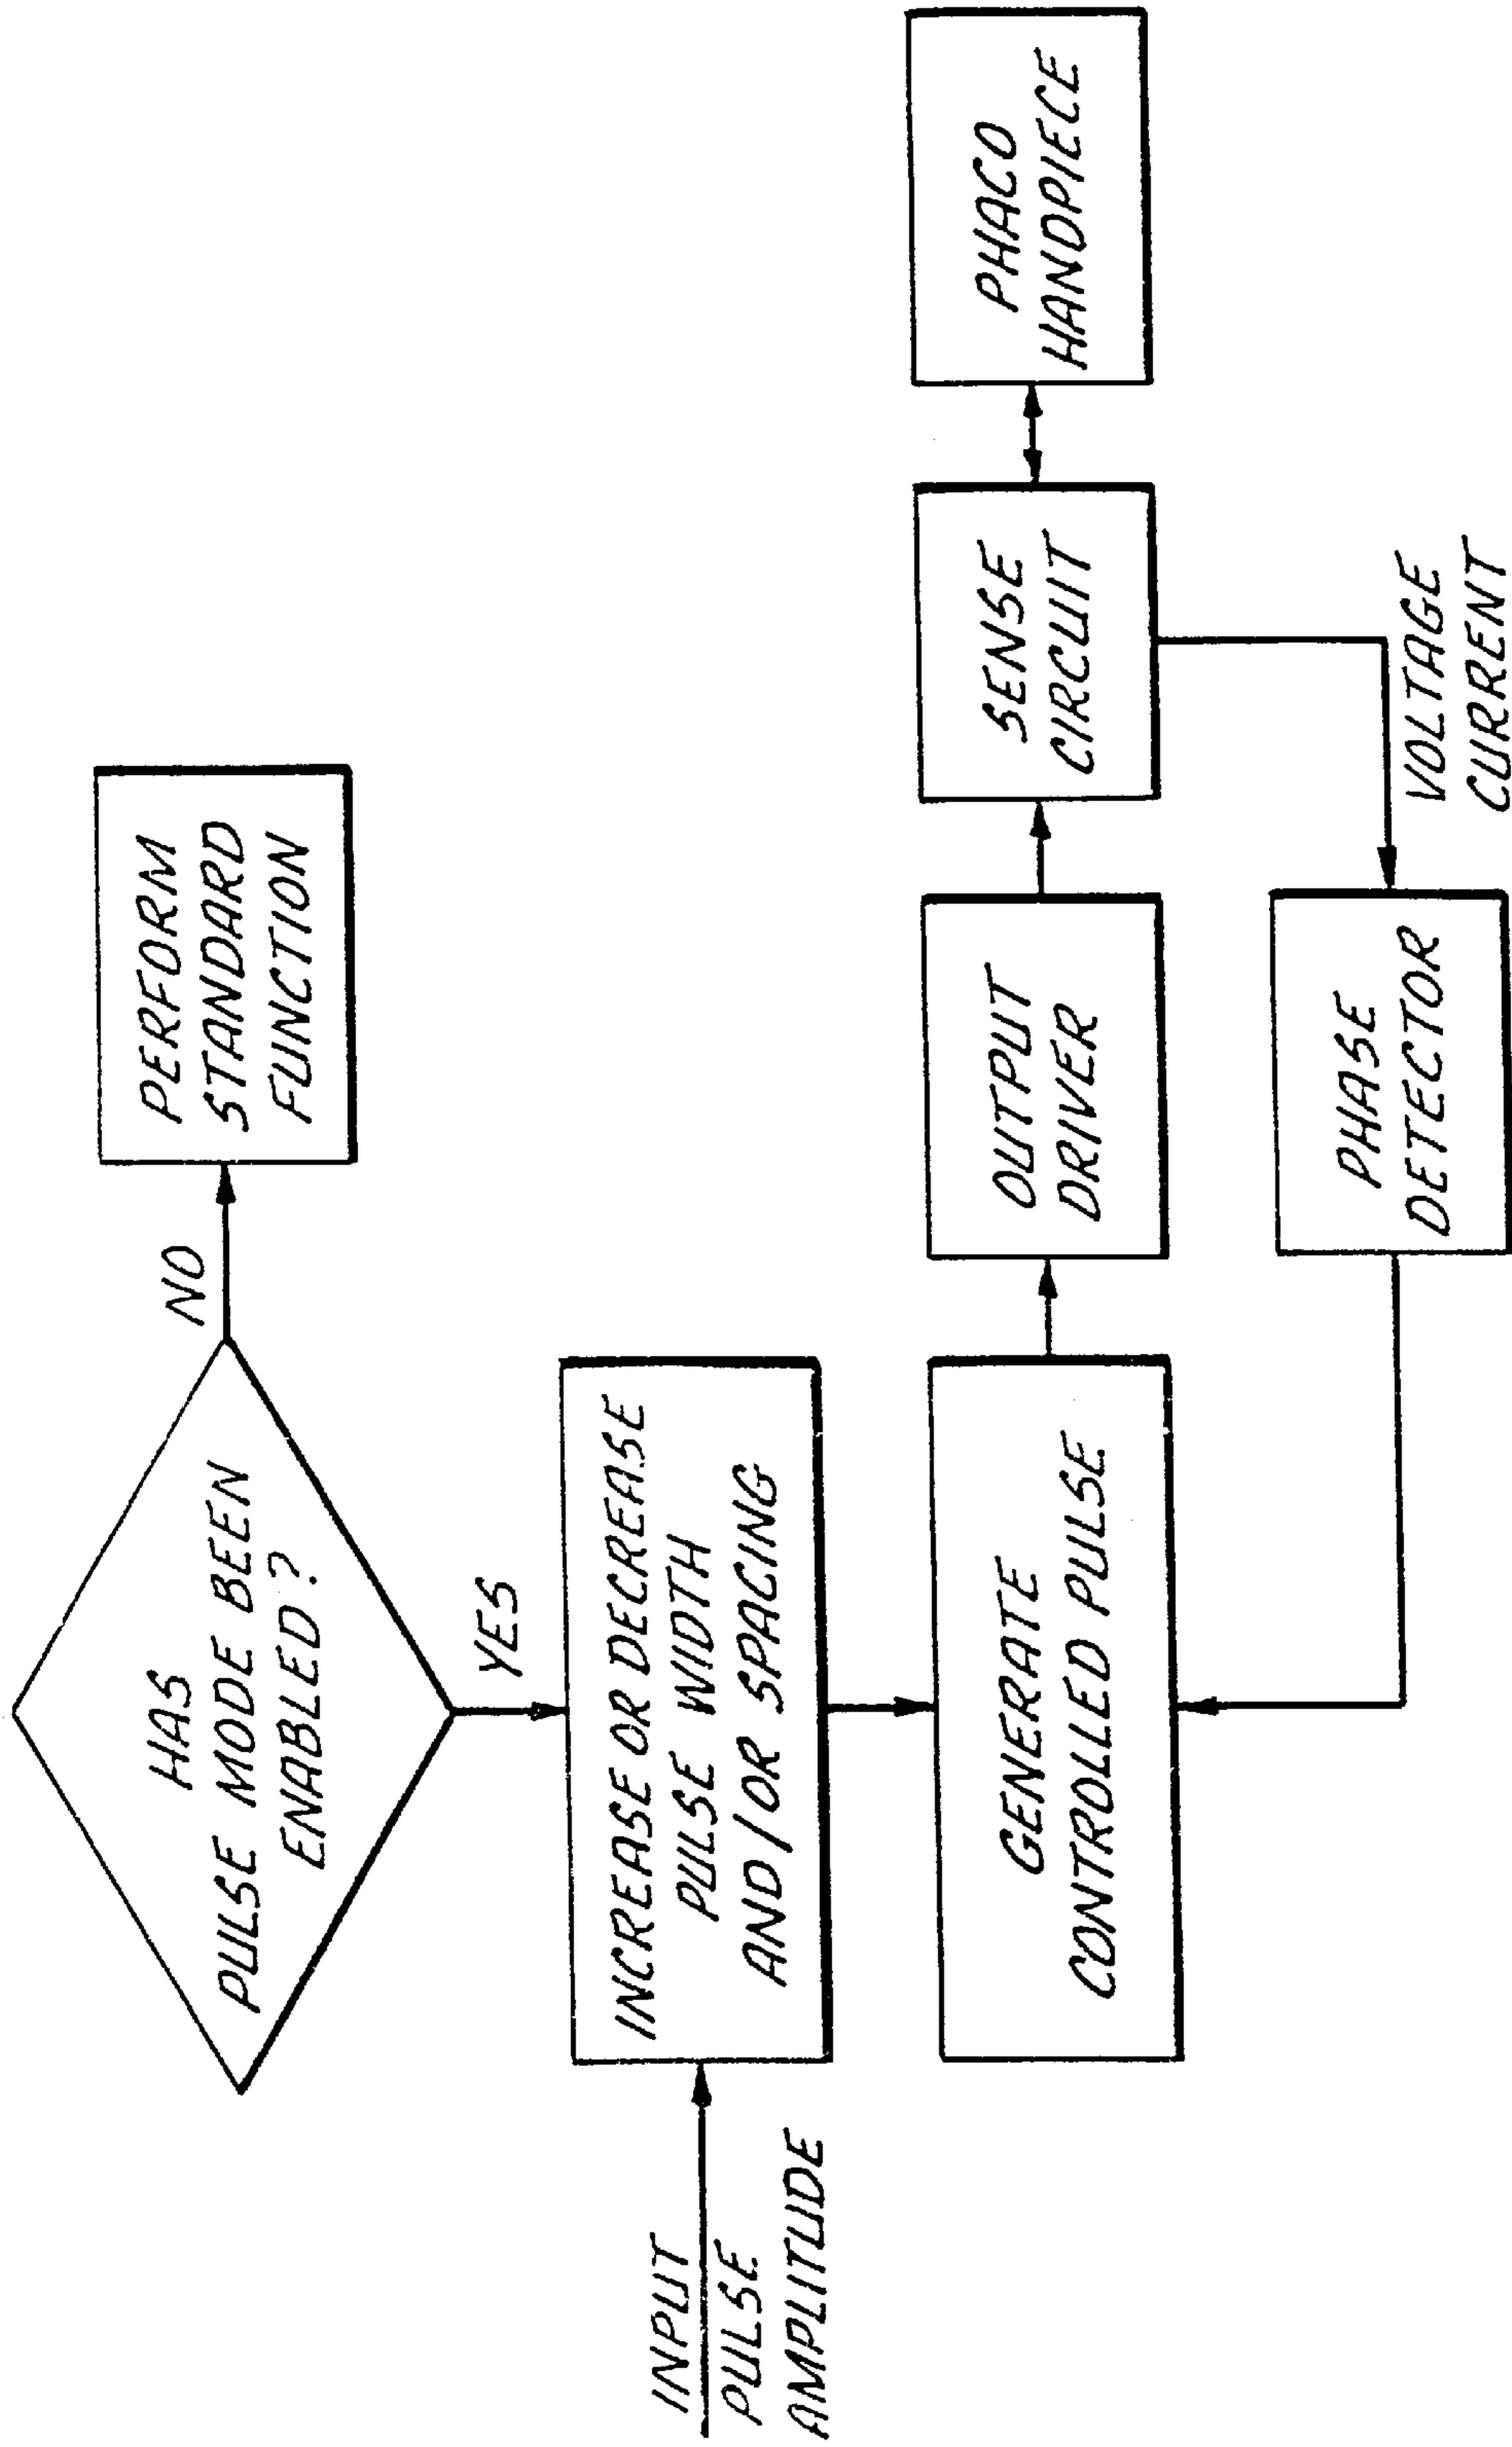 HAS
PULSE MODE BEEN
ENABLED?
NO
PERFORM
STANDARD
FUNCTION
YES
INPUT
PULSE
AMPLITUDE
INCREASE OR DECREASE
PULSE WIDTH
AND/OR SPACING
GENERATE
CONTROLLED PULSE
OUTPUT
DRIVER
SENSE
CIRCUIT
PHACO
HANDPIECE
PHASE
DETECTOR
VOLTAGE
CURRENT